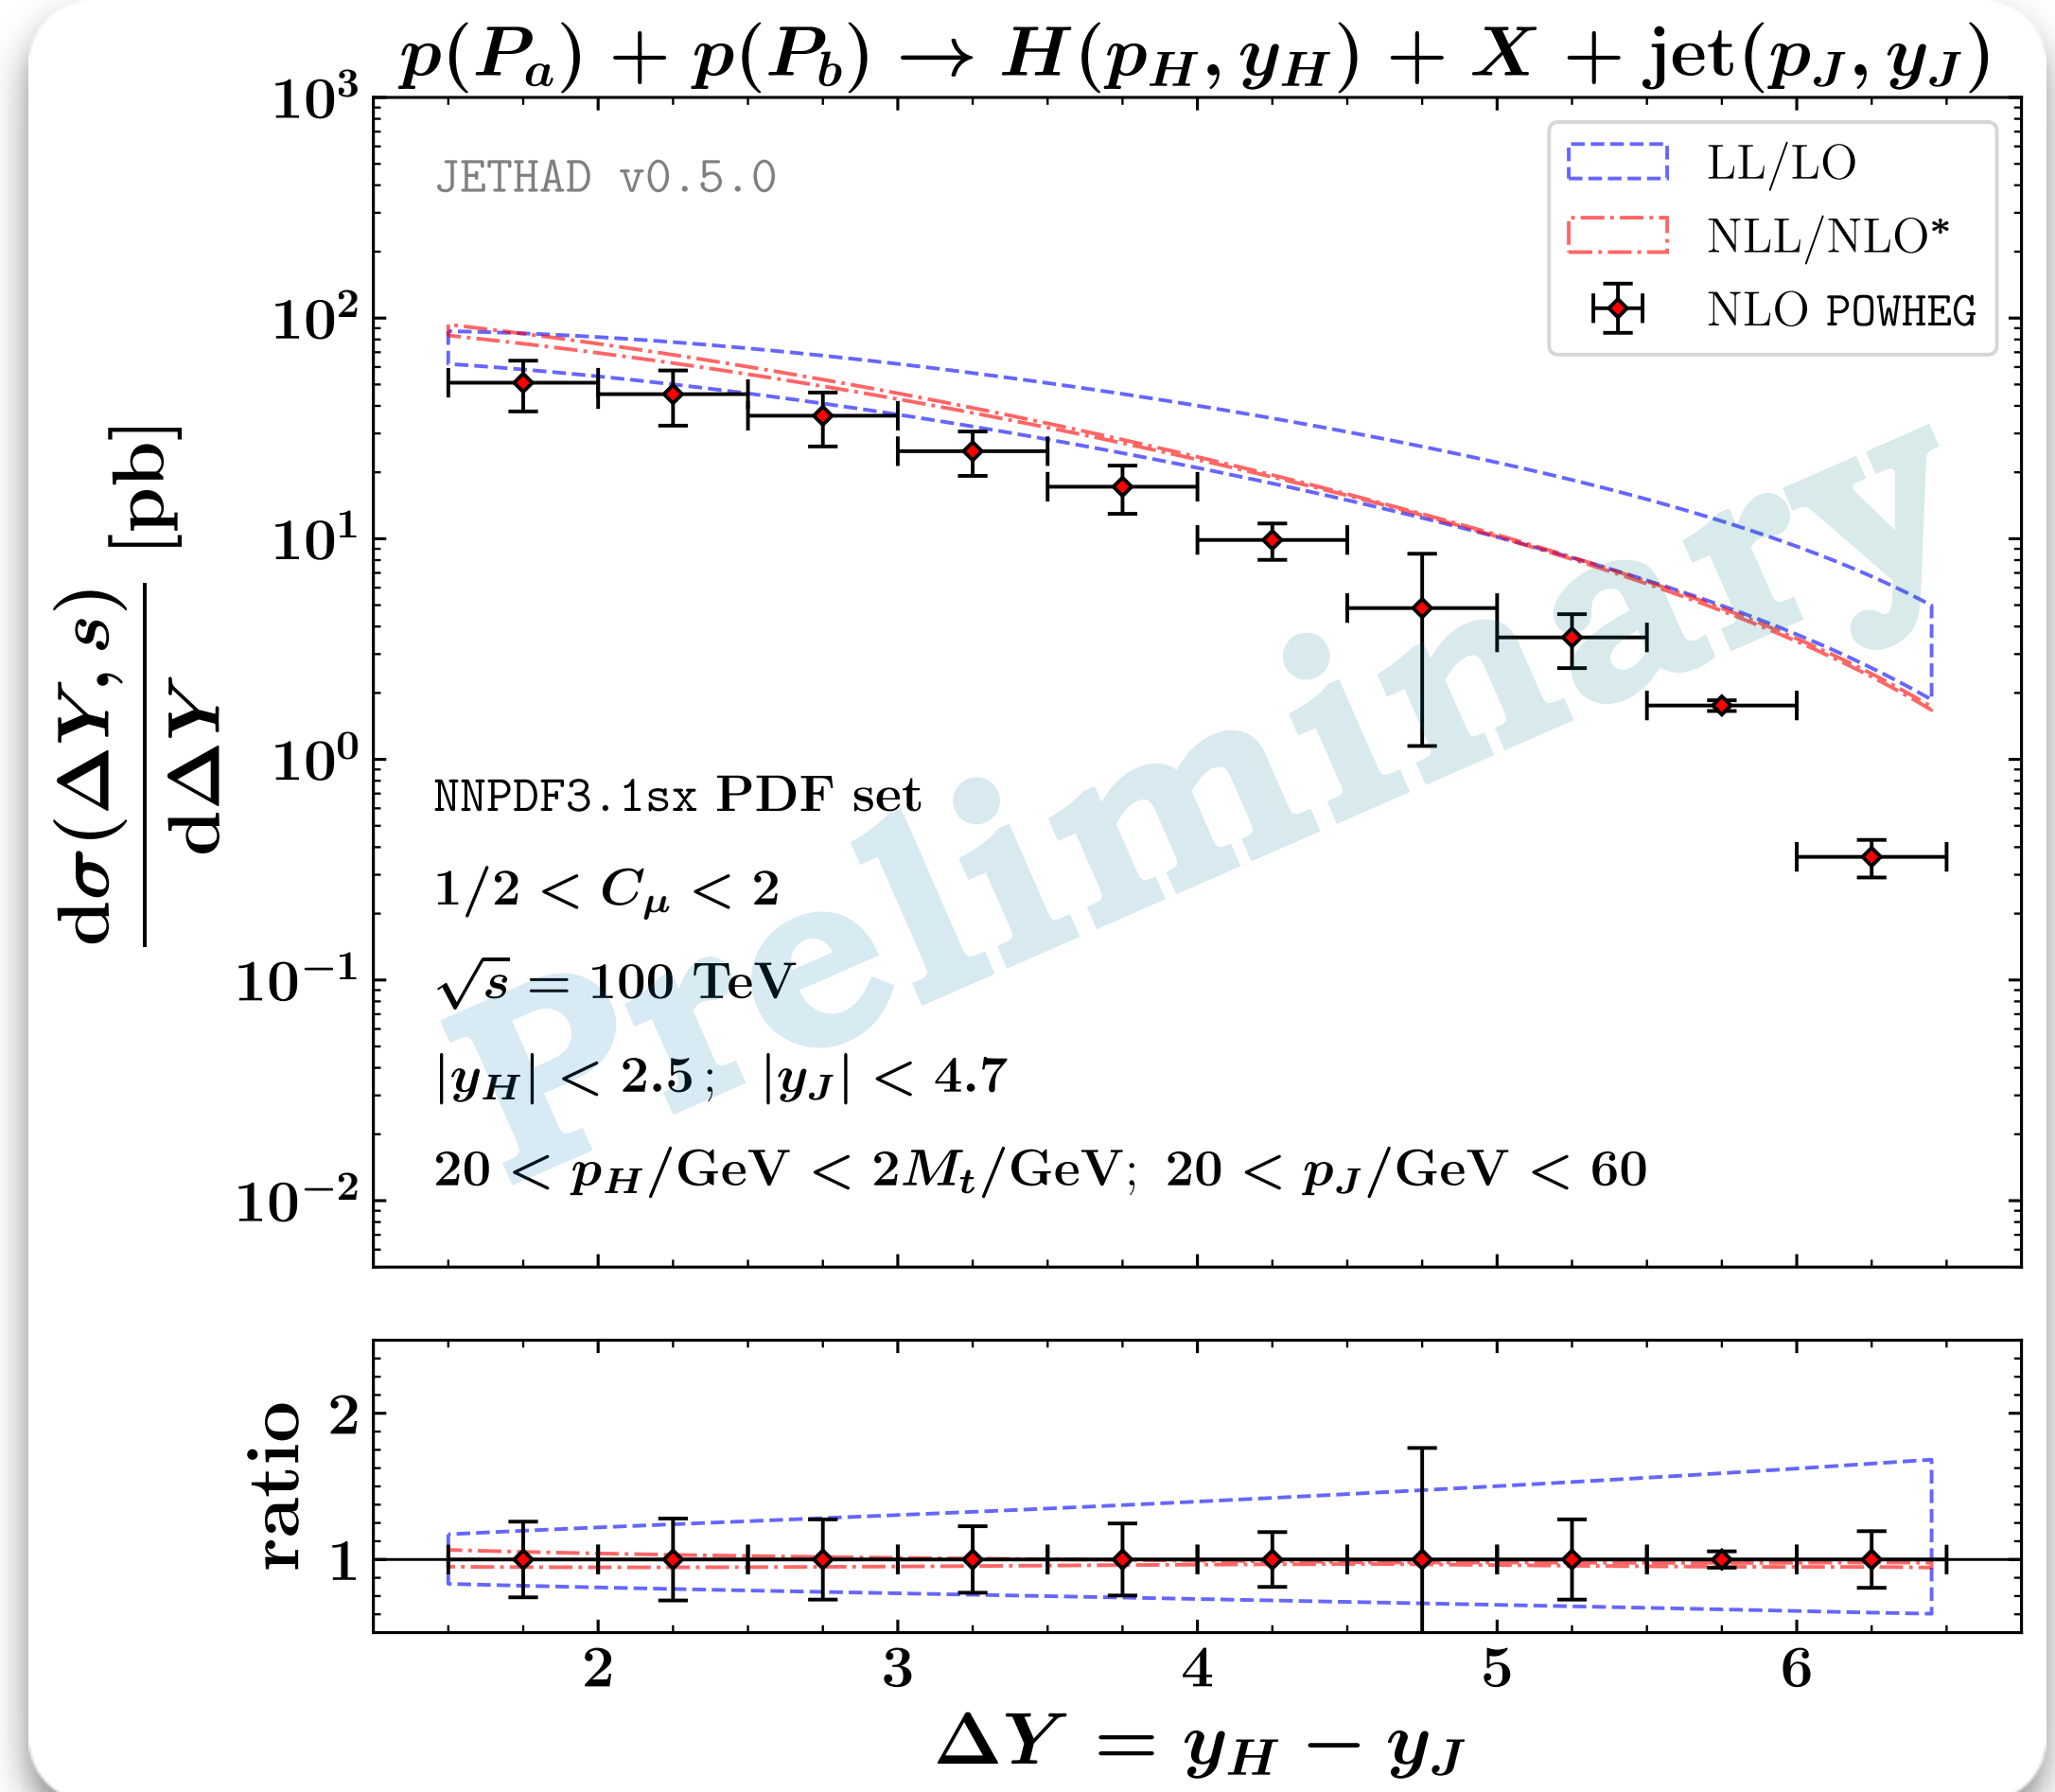 p(P_a) + p(P_b) → H(p_H, y_H) + X + jet(p_J, y_J)
10^3
10^2
10^1
10^0
10^−1
10^−2
dσ(ΔY, s)
dΔY
[pb]
JETHAD v0.5.0
LL/LO
NLL/NLO*
NLO POWHEG
NNPDF3.1sx PDF set
1/2 < C_μ < 2
√s = 100 TeV
|y_H| < 2.5 ; |y_J| < 4.7
20 < p_H/GeV < 2M_t/GeV; 20 < p_J/GeV < 60
Preliminary
ratio
2
1
2 3 4 5 6
ΔY = y_H − y_J